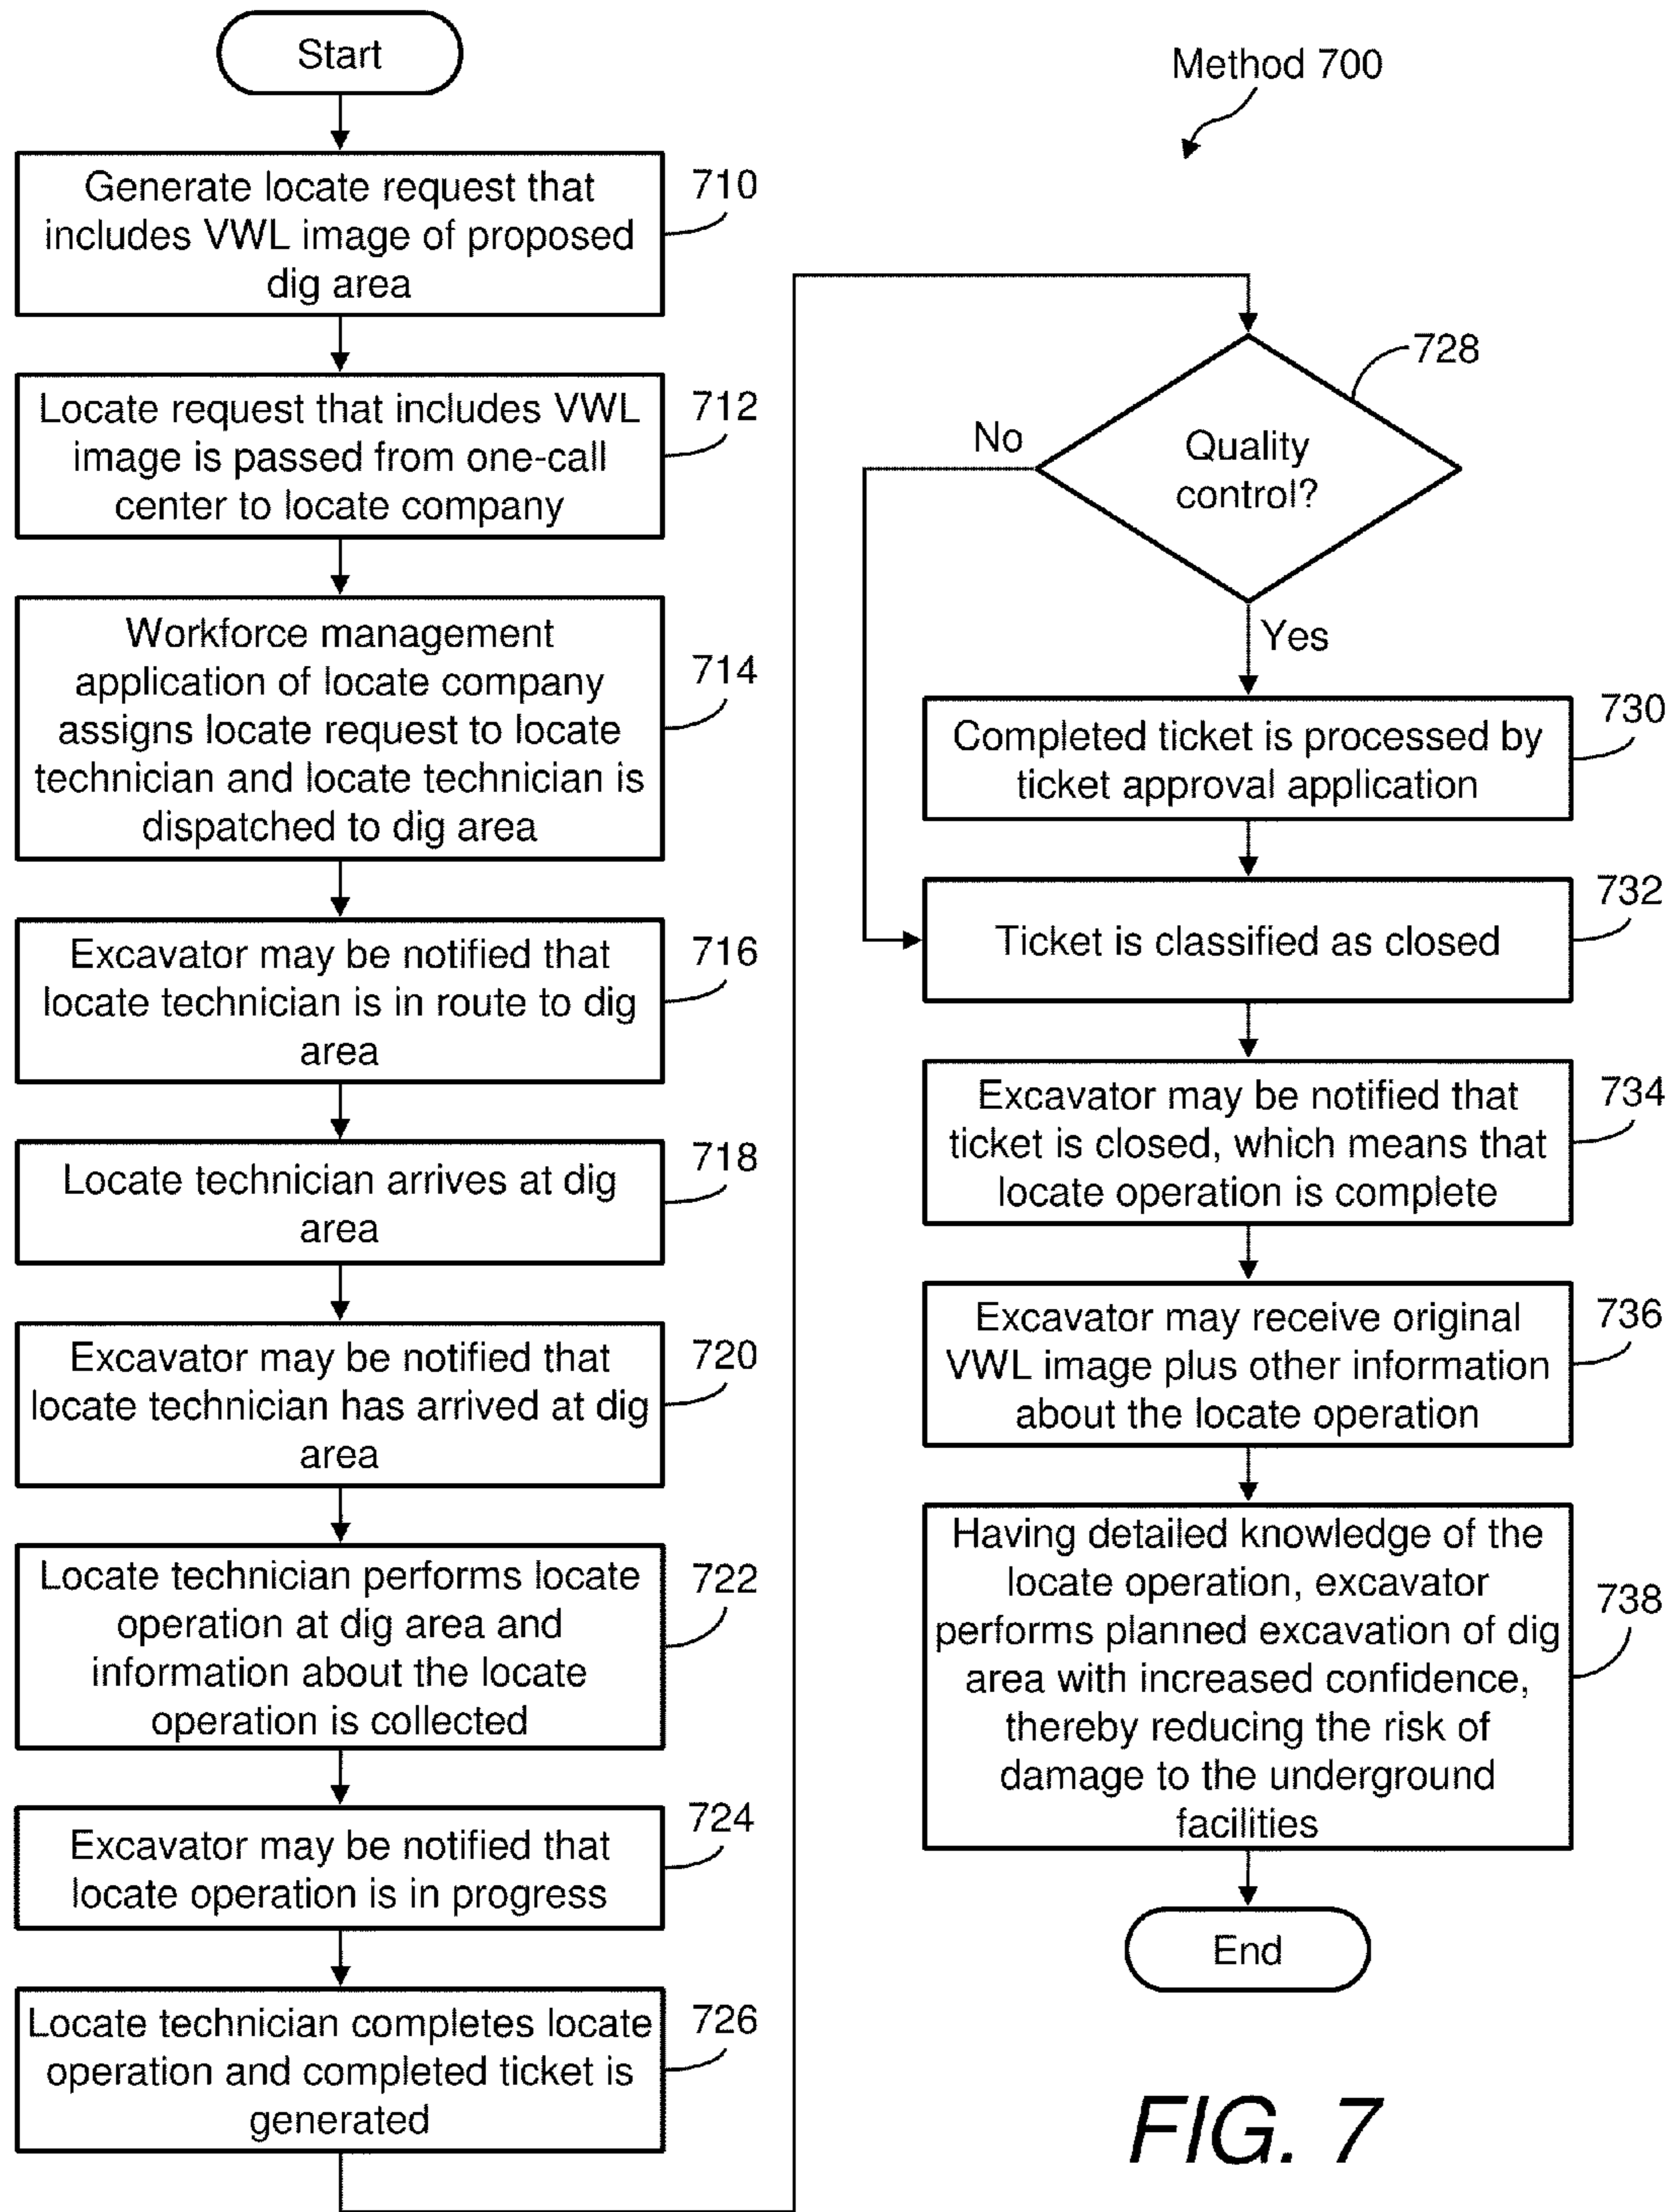 Start
Method 700
Generate locate request that
includes VWL image of proposed
dig area
710
Locate request that includes VWL
image is passed from one-call
center to locate company
712
Workforce management
application of locate company
assigns locate request to locate
technician and locate technician is
dispatched to dig area
714
Excavator may be notified that
locate technician is in route to dig
area
716
Locate technician arrives at dig
area
718
Excavator may be notified that
locate technician has arrived at dig
area
720
Locate technician performs locate
operation at dig area and
information about the locate
operation is collected
722
Excavator may be notified that
locate operation is in progress
724
Locate technician completes locate
operation and completed ticket is
generated
726
Quality
control?
728
No
Yes
Completed ticket is processed by
ticket approval application
730
Ticket is classified as closed
732
Excavator may be notified that
ticket is closed, which means that
locate operation is complete
734
Excavator may receive original
VWL image plus other information
about the locate operation
736
Having detailed knowledge of the
locate operation, excavator
performs planned excavation of dig
area with increased confidence,
thereby reducing the risk of
damage to the underground
facilities
738
End
FIG. 7